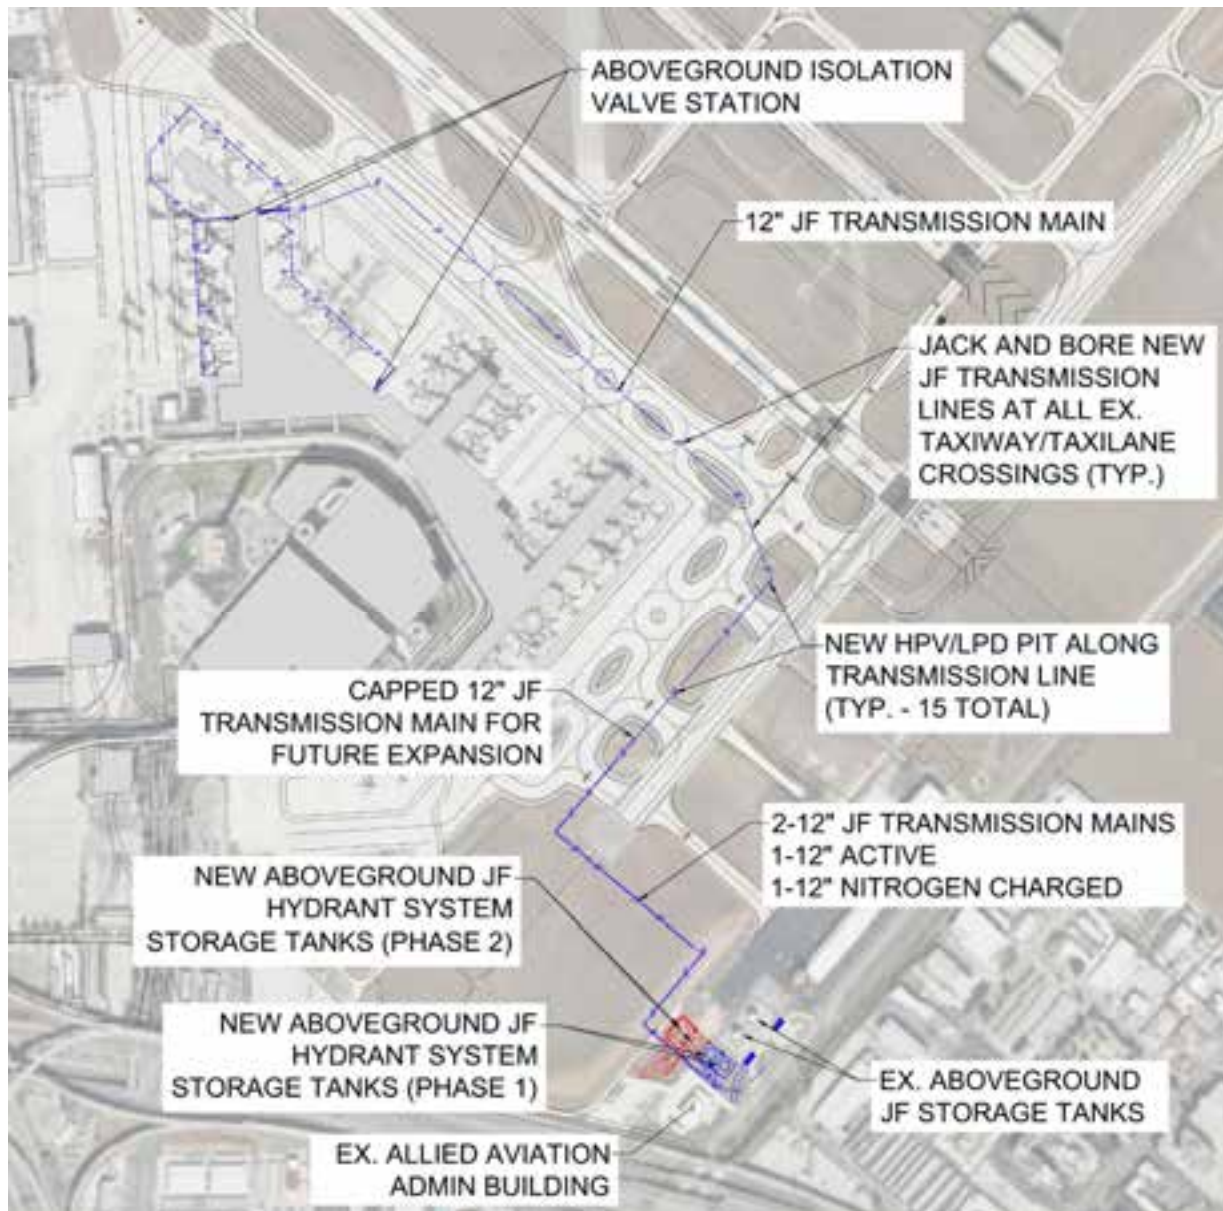 ABOVEGROUND ISOLATION
VALVE STATION
12" JF TRANSMISSION MAIN
JACK AND BORE NEW
JF TRANSMISSION
LINES AT ALL EX.
TAXIWAY/TAXILANE
CROSSINGS (TYP.)
NEW HPV/LPD PIT ALONG
TRANSMISSION LINE
(TYP. - 15 TOTAL)
CAPPED 12" JF
TRANSMISSION MAIN FOR
FUTURE EXPANSION
2-12" JF TRANSMISSION MAINS
1-12" ACTIVE
1-12" NITROGEN CHARGED
NEW ABOVEGROUND JF
HYDRANT SYSTEM
STORAGE TANKS (PHASE 2)
NEW ABOVEGROUND JF
HYDRANT SYSTEM
STORAGE TANKS (PHASE 1)
EX. ABOVEGROUND
JF STORAGE TANKS
EX. ALLIED AVIATION
ADMIN BUILDING